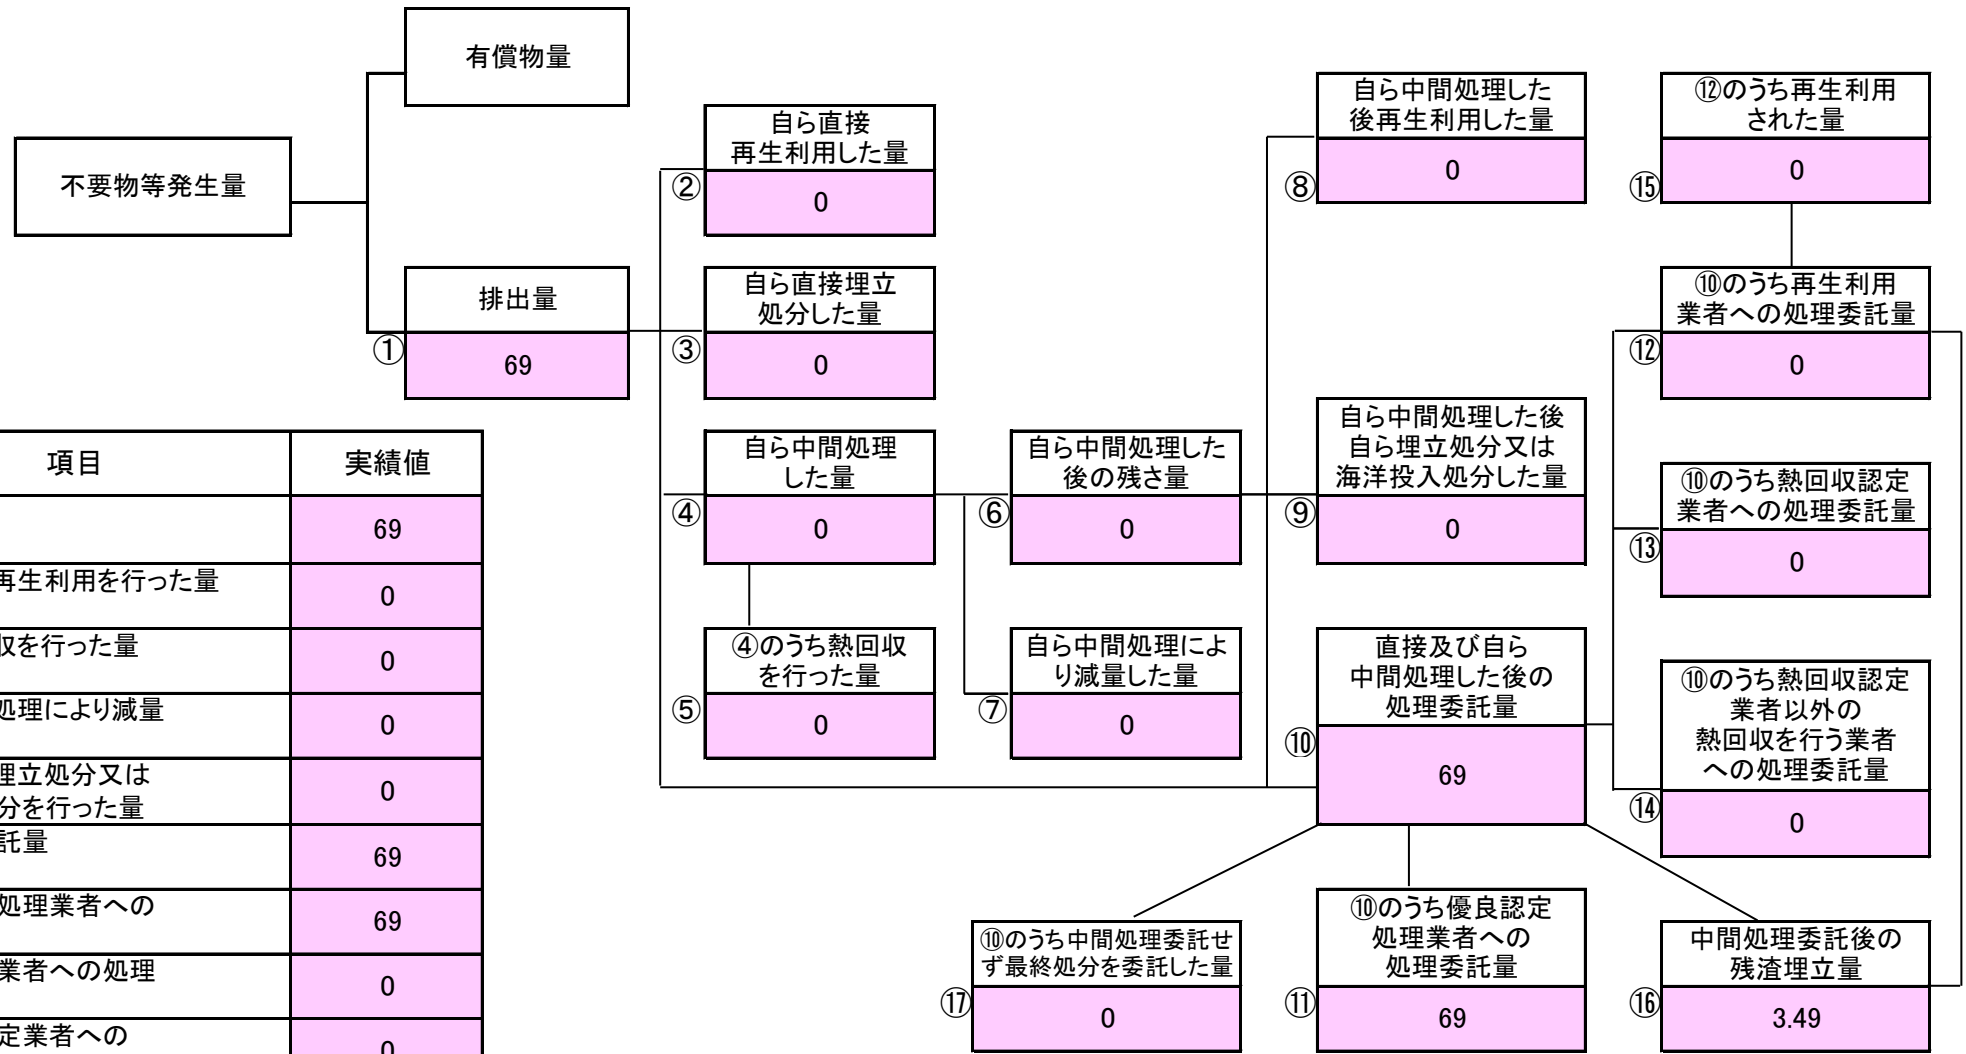 有償物量
不要物等発生量
排出量
①
69
自ら直接
再生利用した量
②
0
自ら直接埋立
処分した量
③
0
自ら中間処理
した量
④
0
④のうち熱回収
を行った量
⑤
0
自ら中間処理した
後の残さ量
⑥
0
自ら中間処理によ
り減量した量
⑦
0
自ら中間処理した
後再生利用した量
⑧
0
自ら中間処理した後
自ら埋立処分又は
海洋投入処分した量
⑨
0
直接及び自ら
中間処理した後の
処理委託量
⑩
69
⑫のうち再生利用
された量
⑮
0
⑩のうち再生利用
業者への処理委託量
⑫
0
⑩のうち熱回収認定
業者への処理委託量
⑬
0
⑩のうち熱回収認定
業者以外の
熱回収を行う業者
への処理委託量
⑭
0
⑩のうち中間処理委託せ
ず最終処分を委託した量
⑰
0
⑩のうち優良認定
処理業者への
処理委託量
⑪
69
中間処理委託後の
残渣埋立量
⑯
3.49
項目 実績値
69
再生利用を行った量
0
収を行った量
0
処理により減量
0
埋立処分又は
分を行った量
0
託量
69
処理業者への
69
業者への処理
0
定業者への
0